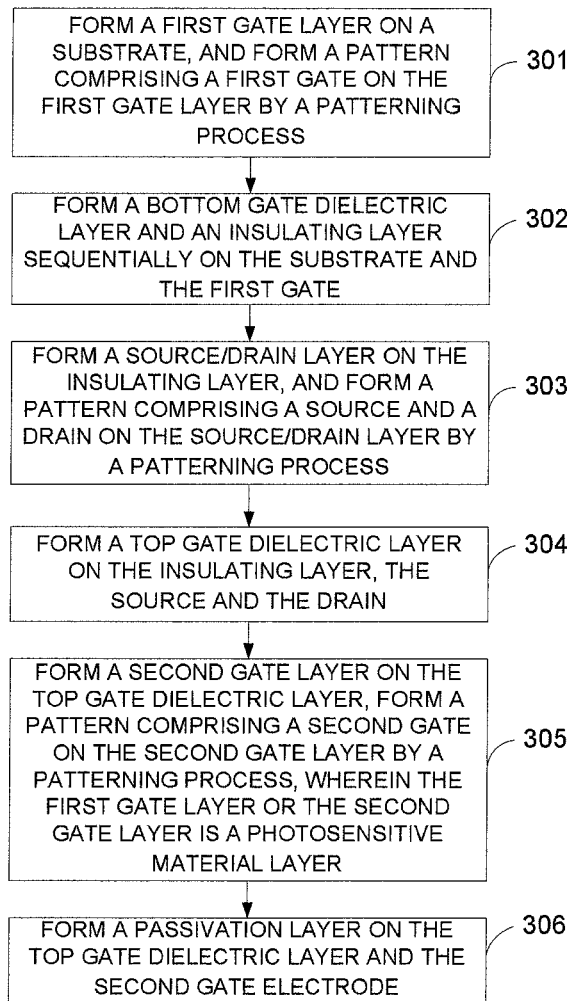 FORM A FIRST GATE LAYER ON A
SUBSTRATE, AND FORM A PATTERN
COMPRISING A FIRST GATE ON THE
FIRST GATE LAYER BY A PATTERNING
PROCESS
301
FORM A BOTTOM GATE DIELECTRIC
LAYER AND AN INSULATING LAYER
SEQUENTIALLY ON THE SUBSTRATE AND
THE FIRST GATE
302
FORM A SOURCE/DRAIN LAYER ON THE
INSULATING LAYER, AND FORM A
PATTERN COMPRISING A SOURCE AND A
DRAIN ON THE SOURCE/DRAIN LAYER BY
A PATTERNING PROCESS
303
FORM A TOP GATE DIELECTRIC LAYER
ON THE INSULATING LAYER, THE
SOURCE AND THE DRAIN
304
FORM A SECOND GATE LAYER ON THE
TOP GATE DIELECTRIC LAYER, FORM A
PATTERN COMPRISING A SECOND GATE
ON THE SECOND GATE LAYER BY A
PATTERNING PROCESS, WHEREIN THE
FIRST GATE LAYER OR THE SECOND
GATE LAYER IS A PHOTOSENSITIVE
MATERIAL LAYER
305
FORM A PASSIVATION LAYER ON THE
TOP GATE DIELECTRIC LAYER AND THE
SECOND GATE ELECTRODE
306